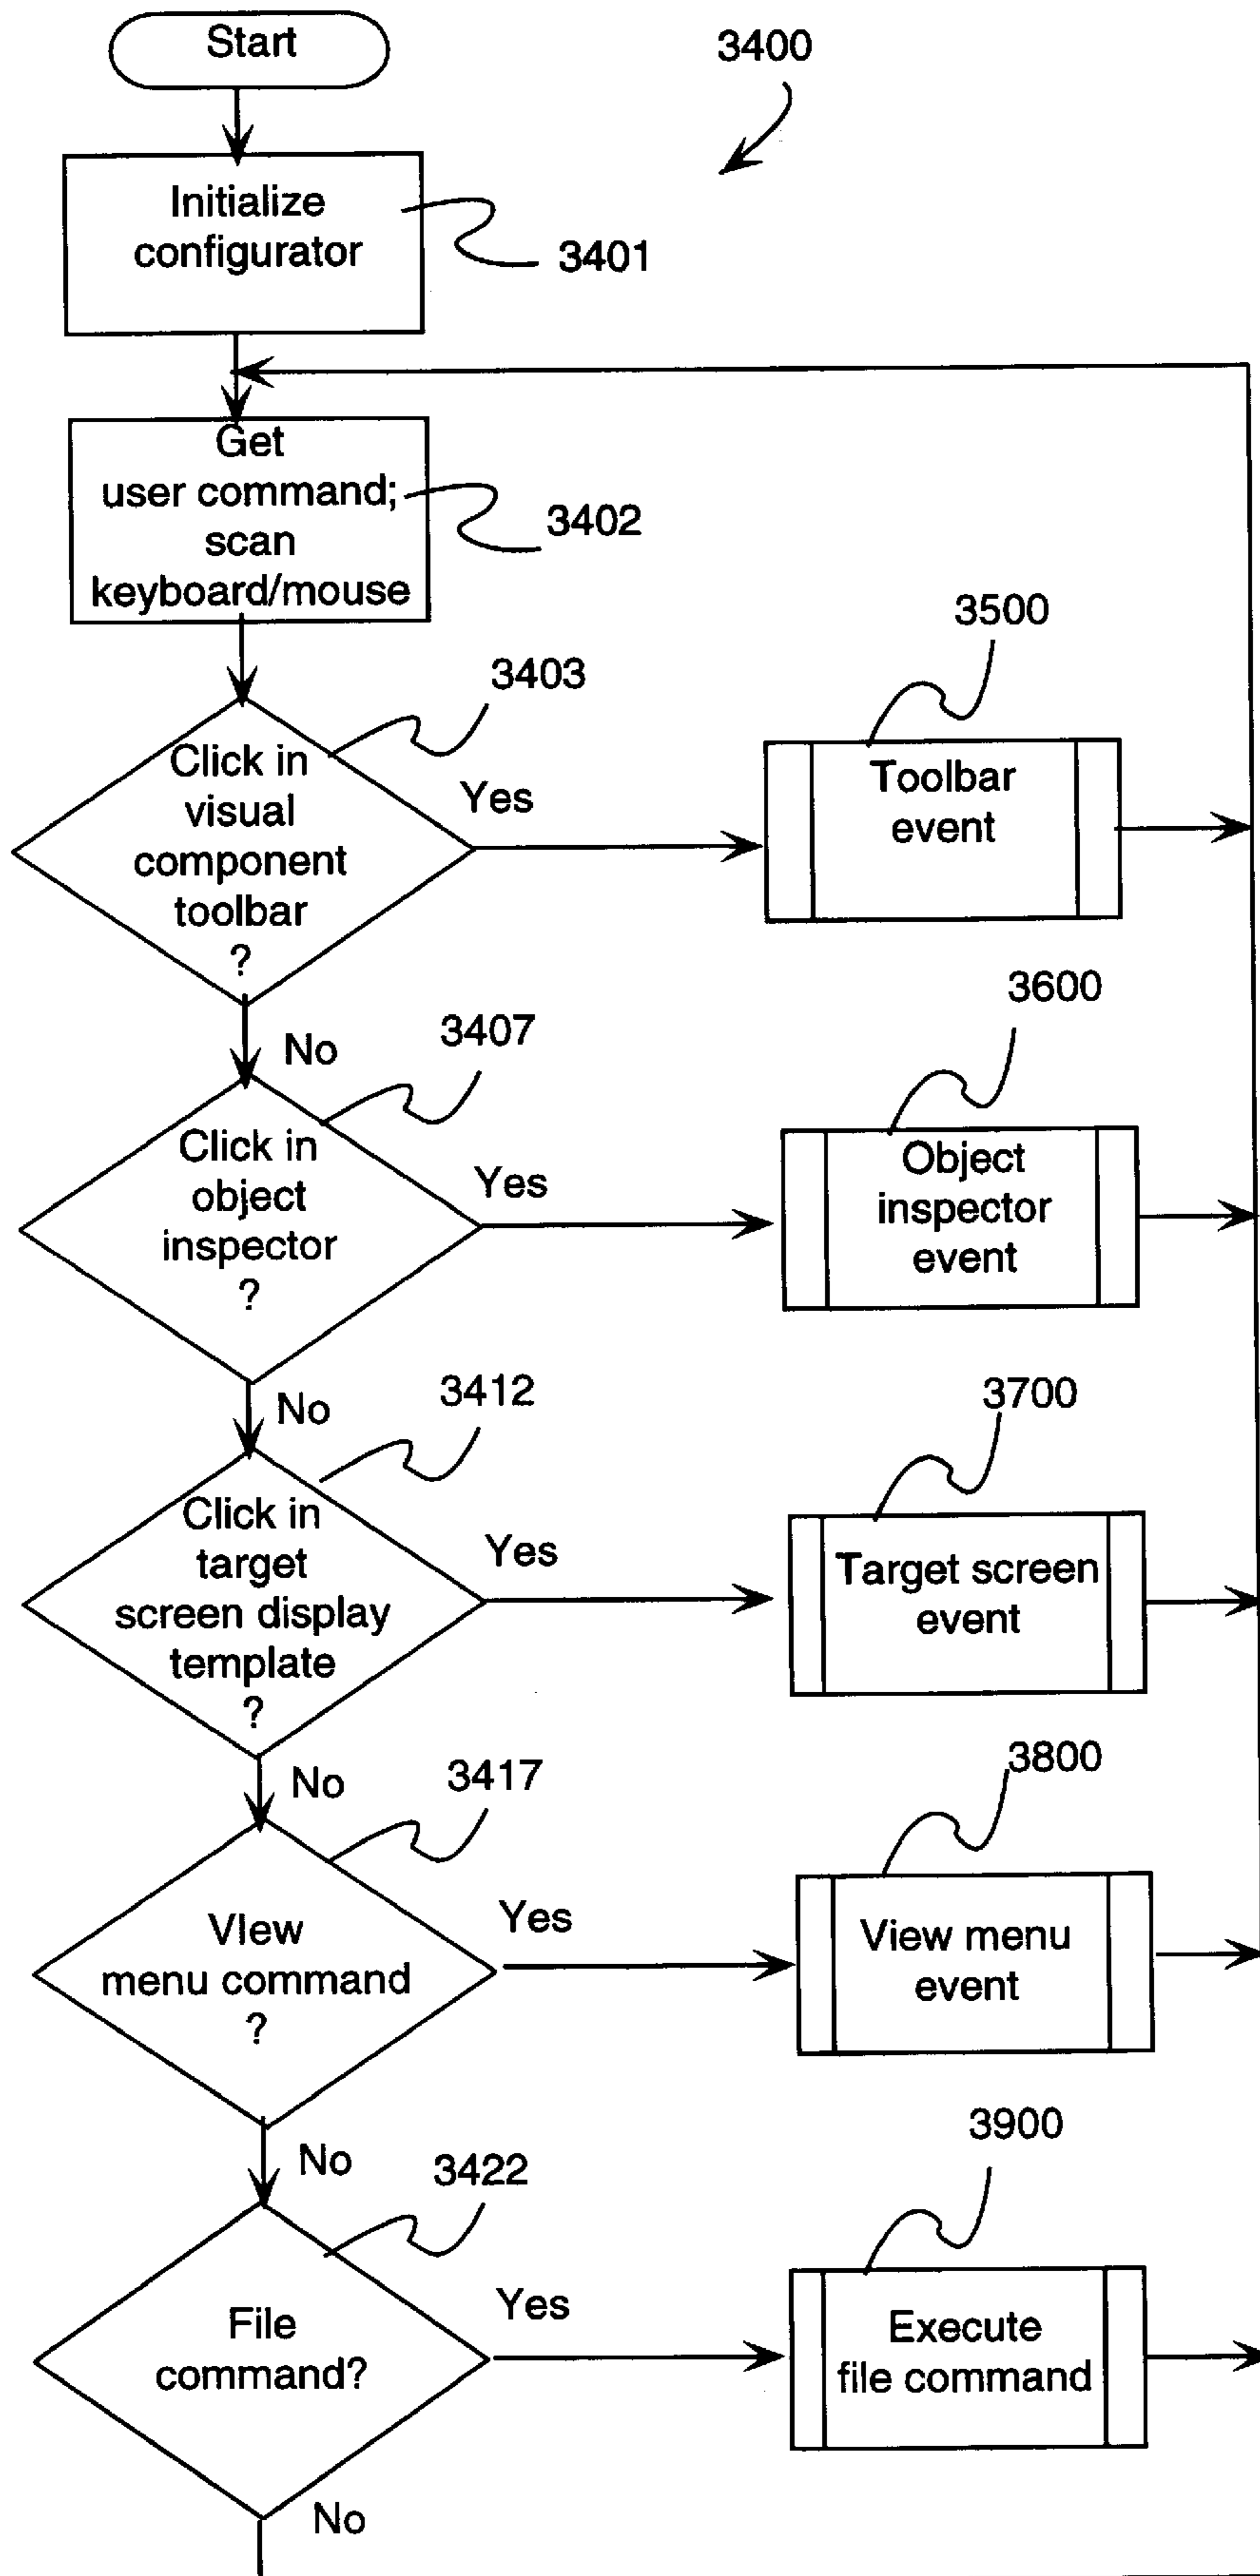 Start
3400
Initialize
configurator
3401
Get
user command;
scan
keyboard/mouse
3402
3403
3500
Click in
visual
component
toolbar
?
Yes
Toolbar
event
No
3407
3600
Click in
object
inspector
?
Yes
Object
inspector
event
No
3412
3700
Click in
target
screen display
template
?
Yes
Target screen
event
No
3417
3800
VIew
menu command
?
Yes
View menu
event
No
3422
3900
File
command?
Yes
Execute
file command
No